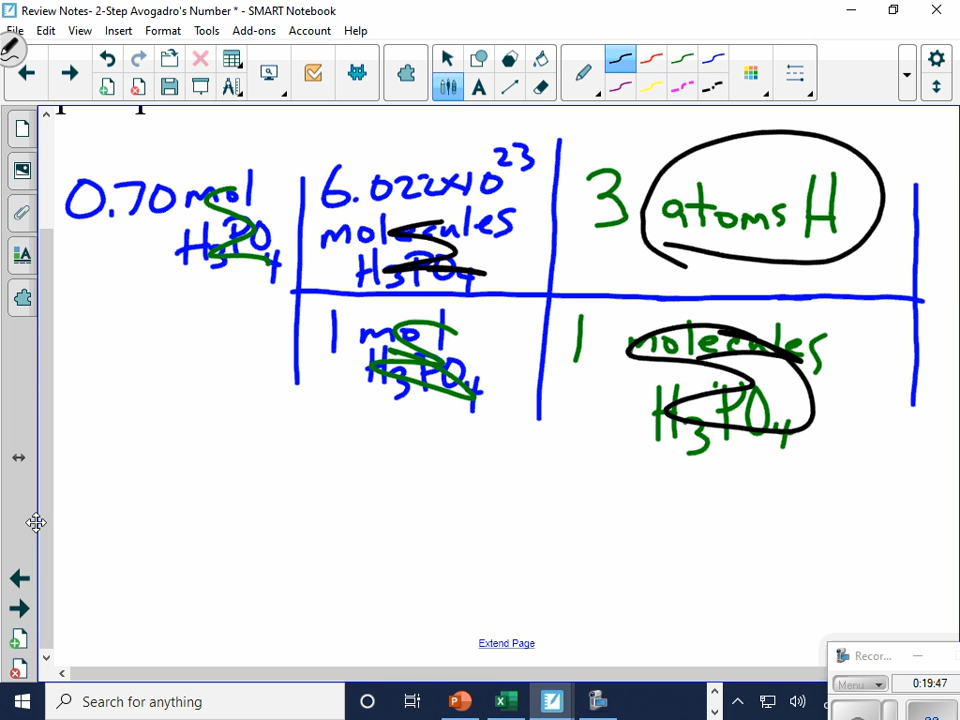 Review Notes- 2-Step Avogadro's Number * - SMART Notebook
File Edit View Insert Format Tools Add-ons Account Help
0.70 mol
H₃PO₄
6.022×10²³
molecules
H₃PO₄
3 atoms H
1 mol
H₃PO₄
1 molecules
H₃PO₄
Extend Page
Recor...
Menu
0:19:47
Search for anything